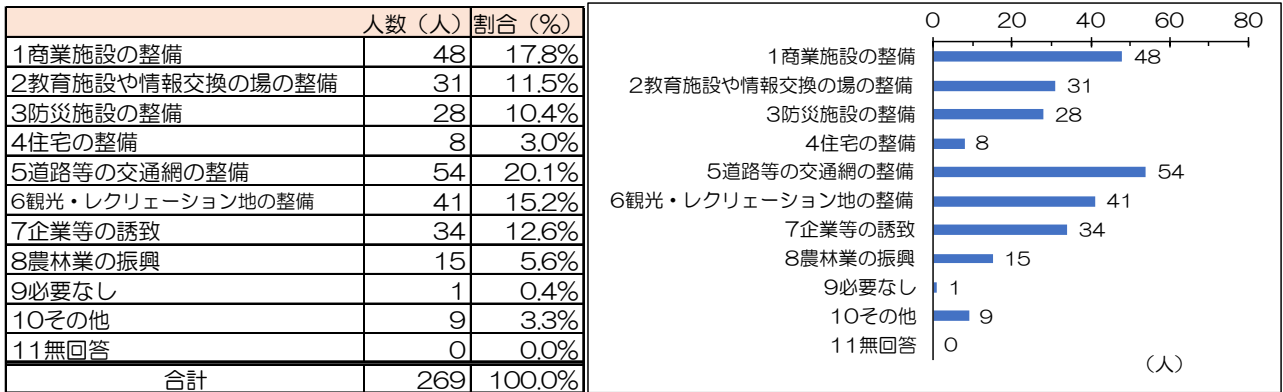 人数（人） 割合（%）
1商業施設の整備 48 17.8%
2教育施設や情報交換の場の整備 31 11.5%
3防災施設の整備 28 10.4%
4住宅の整備 8 3.0%
5道路等の交通網の整備 54 20.1%
6観光・レクリェーション地の整備 41 15.2%
7企業等の誘致 34 12.6%
8農林業の振興 15 5.6%
9必要なし 1 0.4%
10その他 9 3.3%
11無回答 0 0.0%
合計 269 100.0%
0 20 40 60 80
1商業施設の整備 48
2教育施設や情報交換の場の整備 31
3防災施設の整備 28
4住宅の整備 8
5道路等の交通網の整備 54
6観光・レクリェーション地の整備 41
7企業等の誘致 34
8農林業の振興 15
9必要なし 1
10その他 9
11無回答 0
（人）